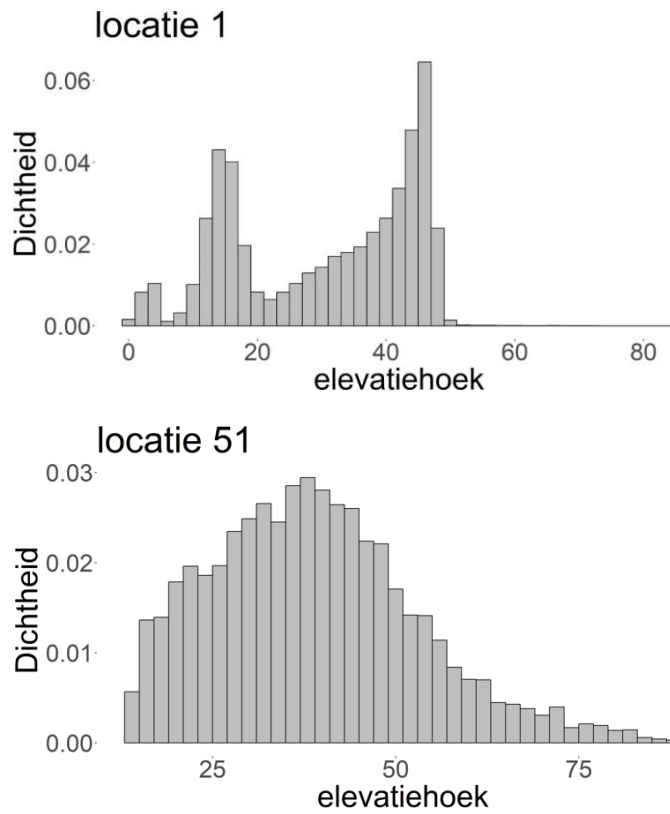 locatie 1
Dichtheid
0.06
0.04
0.02
0.00
0 20 40 60 80
elevatiehoek
locatie 51
Dichtheid
0.03
0.02
0.01
0.00
25 50 75
elevatiehoek